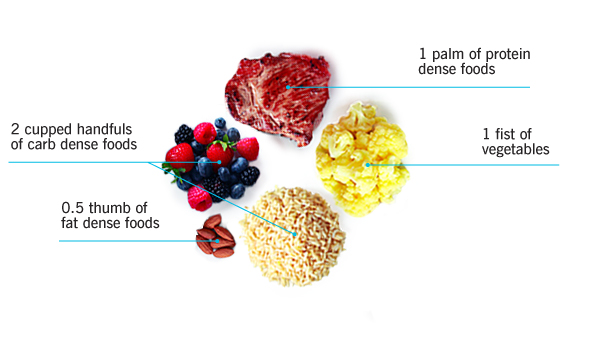 1 palm of protein
dense foods
2 cupped handfuls
of carb dense foods
1 fist of
vegetables
0.5 thumb of
fat dense foods